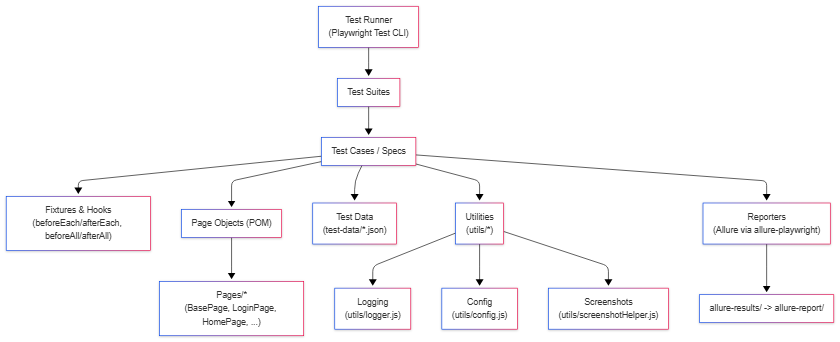 Test Runner
(Playwright Test CLI)
Test Suites
Test Cases / Specs
Fixtures & Hooks
(beforeEach/afterEach,
beforeAll/afterAll)
Page Objects (POM)
Test Data
(test-data/*.json)
Utilities
(utils/*)
Reporters
(Allure via allure-playwright)
Pages/*
(BasePage, LoginPage,
HomePage, ...)
Logging
(utils/logger.js)
Config
(utils/config.js)
Screenshots
(utils/screenshotHelper.js)
allure-results/ -> allure-report/